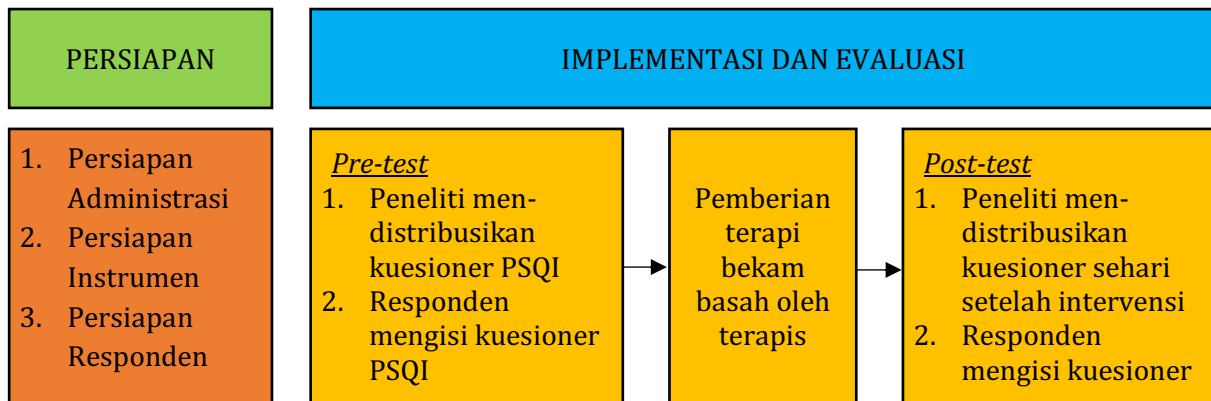 PERSIAPAN
IMPLEMENTASI DAN EVALUASI
1. Persiapan
Administrasi
2. Persiapan
Instrumen
3. Persiapan
Responden
Pre-test
1. Peneliti men-
distribusikan
kuesioner PSQI
2. Responden
mengisi kuesioner
PSQI
Pemberian
terapi
bekam
basah oleh
terapis
Post-test
1. Peneliti men-
distribusikan
kuesioner sehari
setelah intervensi
2. Responden
mengisi kuesioner